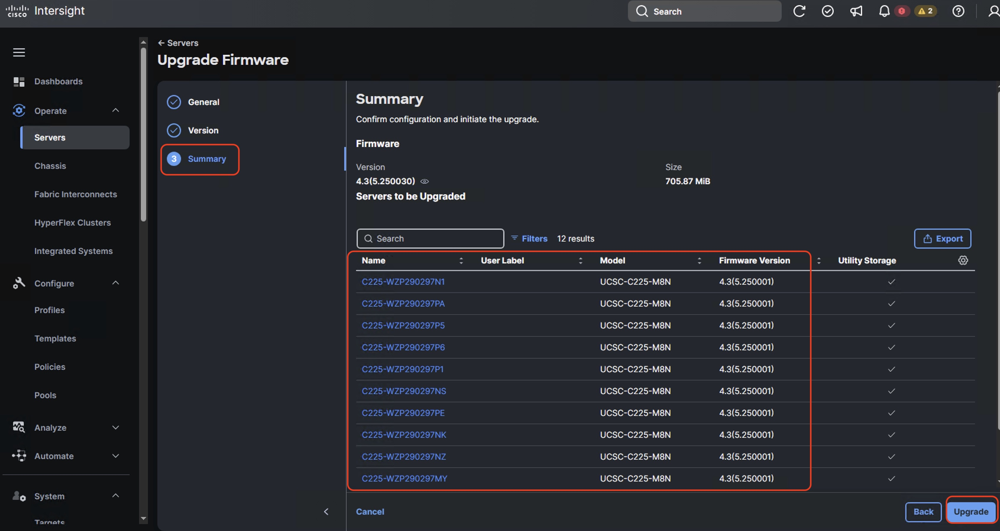 cisco Intersight
Search
2
Dashboards
Operate
Servers
Chassis
Fabric Interconnects
HyperFlex Clusters
Integrated Systems
Configure
Profiles
Templates
Policies
Pools
Analyze
Automate
System
Targets
← Servers
Upgrade Firmware
General
Version
3 Summary
Summary
Confirm configuration and initiate the upgrade.
Firmware
Version Size
4.3(5.250030) 705.87 MiB
Servers to be Upgraded
Search Filters 12 results Export
Name User Label Model Firmware Version Utility Storage
C225-WZP290297N1 UCSC-C225-M8N 4.3(5.250001)
C225-WZP290297PA UCSC-C225-M8N 4.3(5.250001)
C225-WZP290297P5 UCSC-C225-M8N 4.3(5.250001)
C225-WZP290297P6 UCSC-C225-M8N 4.3(5.250001)
C225-WZP290297P1 UCSC-C225-M8N 4.3(5.250001)
C225-WZP290297NS UCSC-C225-M8N 4.3(5.250001)
C225-WZP290297PE UCSC-C225-M8N 4.3(5.250001)
C225-WZP290297NK UCSC-C225-M8N 4.3(5.250001)
C225-WZP290297NZ UCSC-C225-M8N 4.3(5.250001)
C225-WZP290297MY UCSC-C225-M8N 4.3(5.250001)
Cancel Back Upgrade